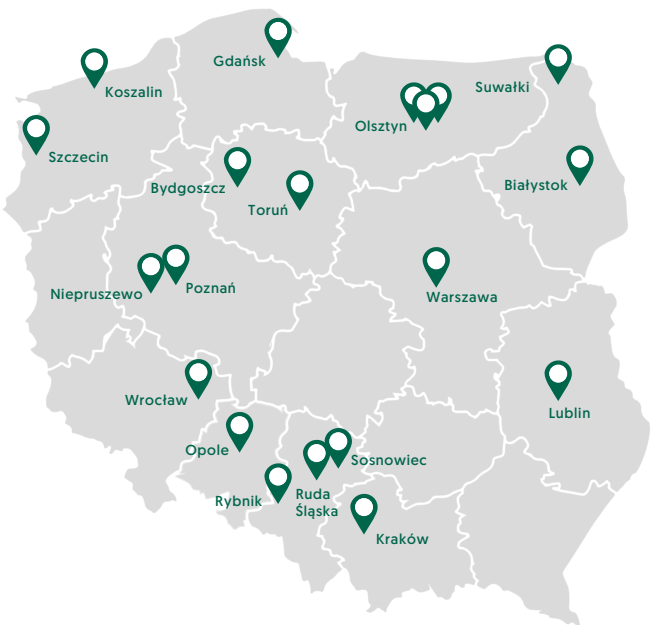 Gdańsk
Koszalin
Suwałki
Olsztyn
Szczecin
Białystok
Bydgoszcz
Toruń
Poznań
Niepruszewo
Warszawa
Wrocław
Lublin
Opole
Sosnowiec
Rybnik
Ruda
Śląska
Kraków